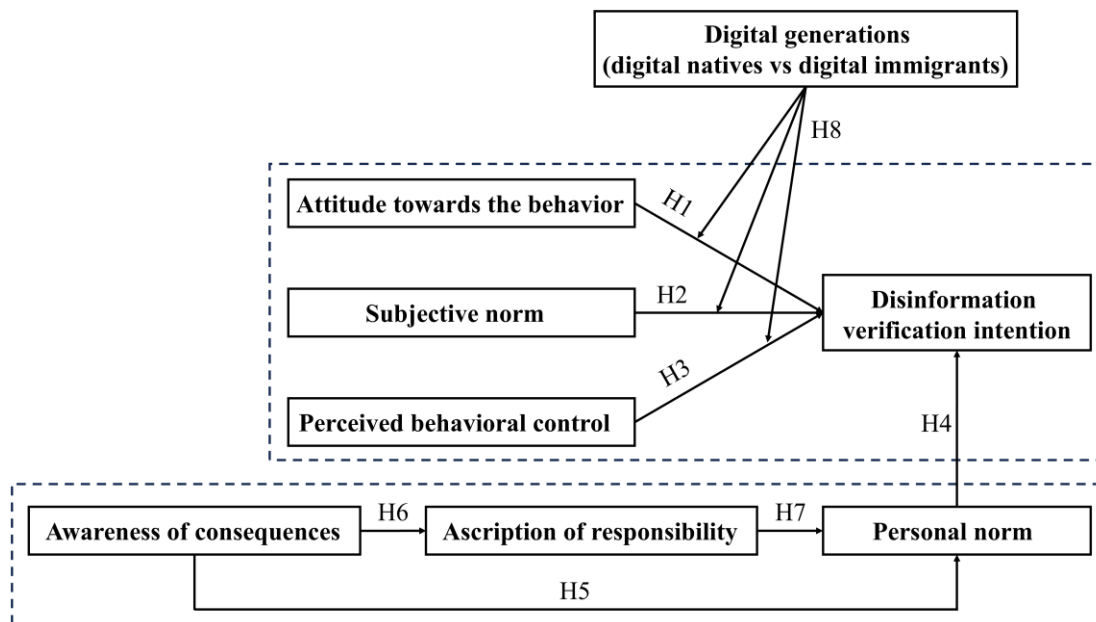 Digital generations
(digital natives vs digital immigrants)
H8
Attitude towards the behavior
H1
Subjective norm
H2
Disinformation
verification intention
Perceived behavioral control
H3
H4
Awareness of consequences
H6
Ascription of responsibility
H7
Personal norm
H5